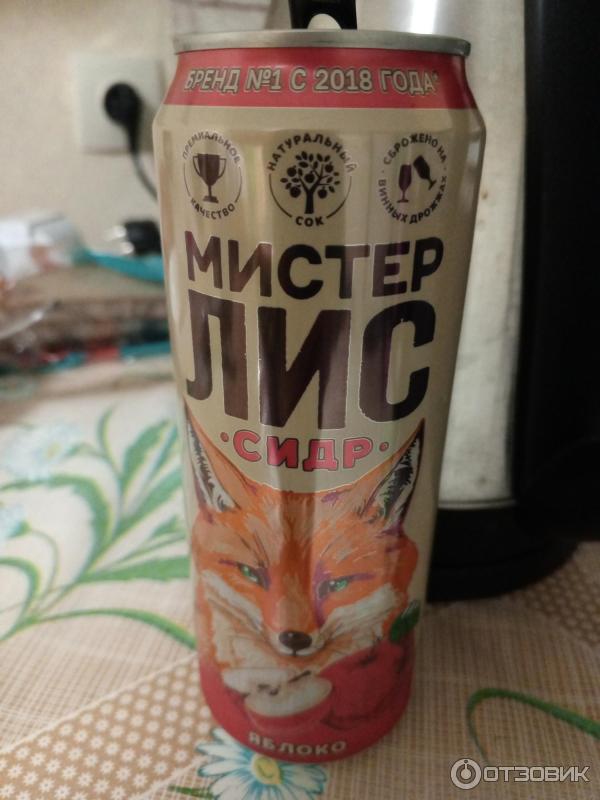 БРЕНД №1 С 2018 ГОДА*
ПРЕМИАЛЬНОЕ
КАЧЕСТВО
НАТУРАЛЬНЫЙ
СОК
СБРОЖЕНО НА
ВИННЫХ ДРОЖЖАХ
МИСТЕР
ЛИС
·СИДР·
ЯБЛОКО
ОТЗОВИК